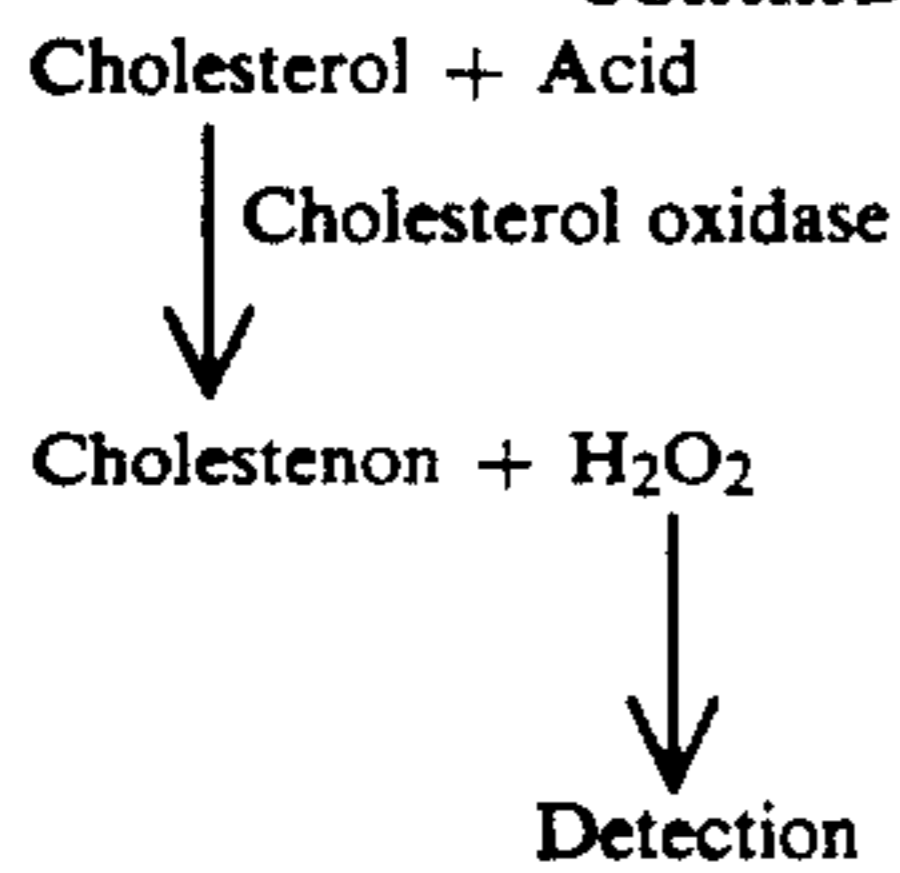 Cholesterol + Acid
Cholesterol oxidase
Cholestenon + H₂O₂
Detection